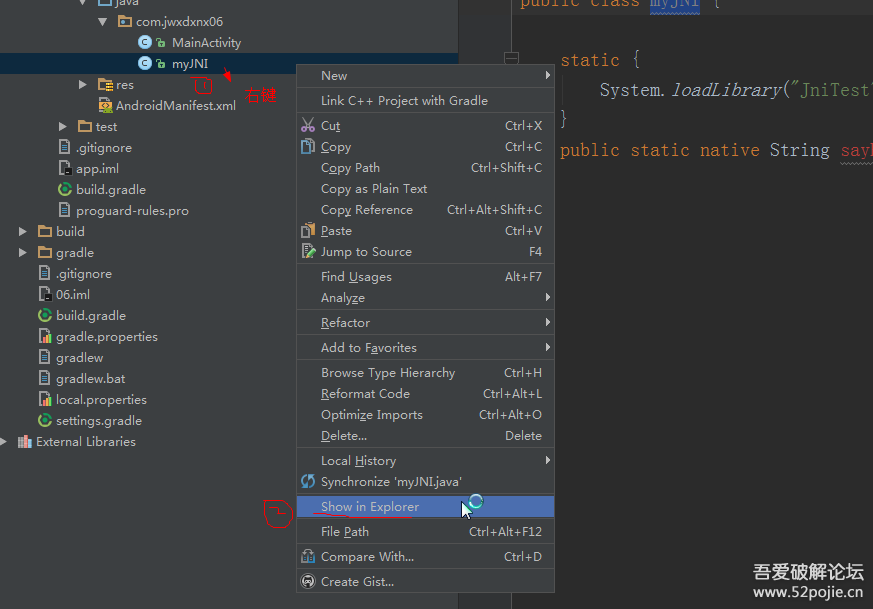 java
com.jwxdxnx06
MainActivity
myJNI
res
AndroidManifest.xml
test
.gitignore
app.iml
build.gradle
proguard-rules.pro
build
gradle
.gitignore
06.iml
build.gradle
gradle.properties
gradlew
gradlew.bat
local.properties
settings.gradle
External Libraries
右键
New
Link C++ Project with Gradle
Cut Ctrl+X
Copy Ctrl+C
Copy Path Ctrl+Shift+C
Copy as Plain Text
Copy Reference Ctrl+Alt+Shift+C
Paste Ctrl+V
Jump to Source F4
Find Usages Alt+F7
Analyze
Refactor
Add to Favorites
Browse Type Hierarchy Ctrl+H
Reformat Code Ctrl+Alt+L
Optimize Imports Ctrl+Alt+O
Delete... Delete
Local History
Synchronize 'myJNI.java'
Show in Explorer
File Path Ctrl+Alt+F12
Compare With... Ctrl+D
Create Gist...
public class myJNI {
static {
System.loadLibrary("JniTest
}
public static native String say
吾爱破解论坛
www.52pojie.cn